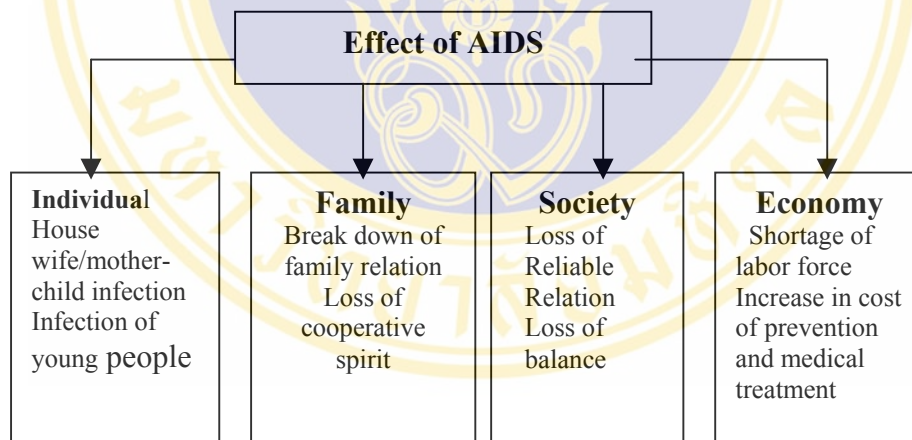 Effect of AIDS
Individual
House
wife/mother-
child infection
Infection of
young people
Family
Break down of
family relation
Loss of
cooperative
spirit
Society
Loss of
Reliable
Relation
Loss of
balance
Economy
Shortage of
labor force
Increase in cost
of prevention
and medical
treatment